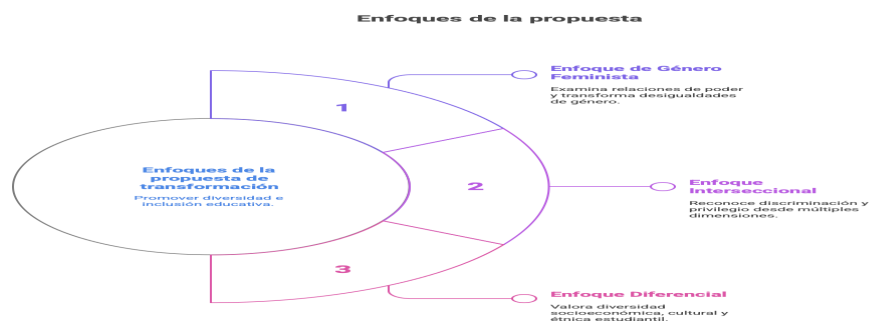 Enfoques de la propuesta
Enfoque de Género
Feminista
Examina relaciones de poder
y transforma desigualdades
de género.
1
Enfoques de la
propuesta de
transformación
Promover diversidad e
inclusión educativa.
2
Enfoque
Interseccional
Reconoce discriminación y
privilegio desde múltiples
dimensiones.
3
Enfoque Diferencial
Valora diversidad
socioeconómica, cultural y
étnica estudiantil.